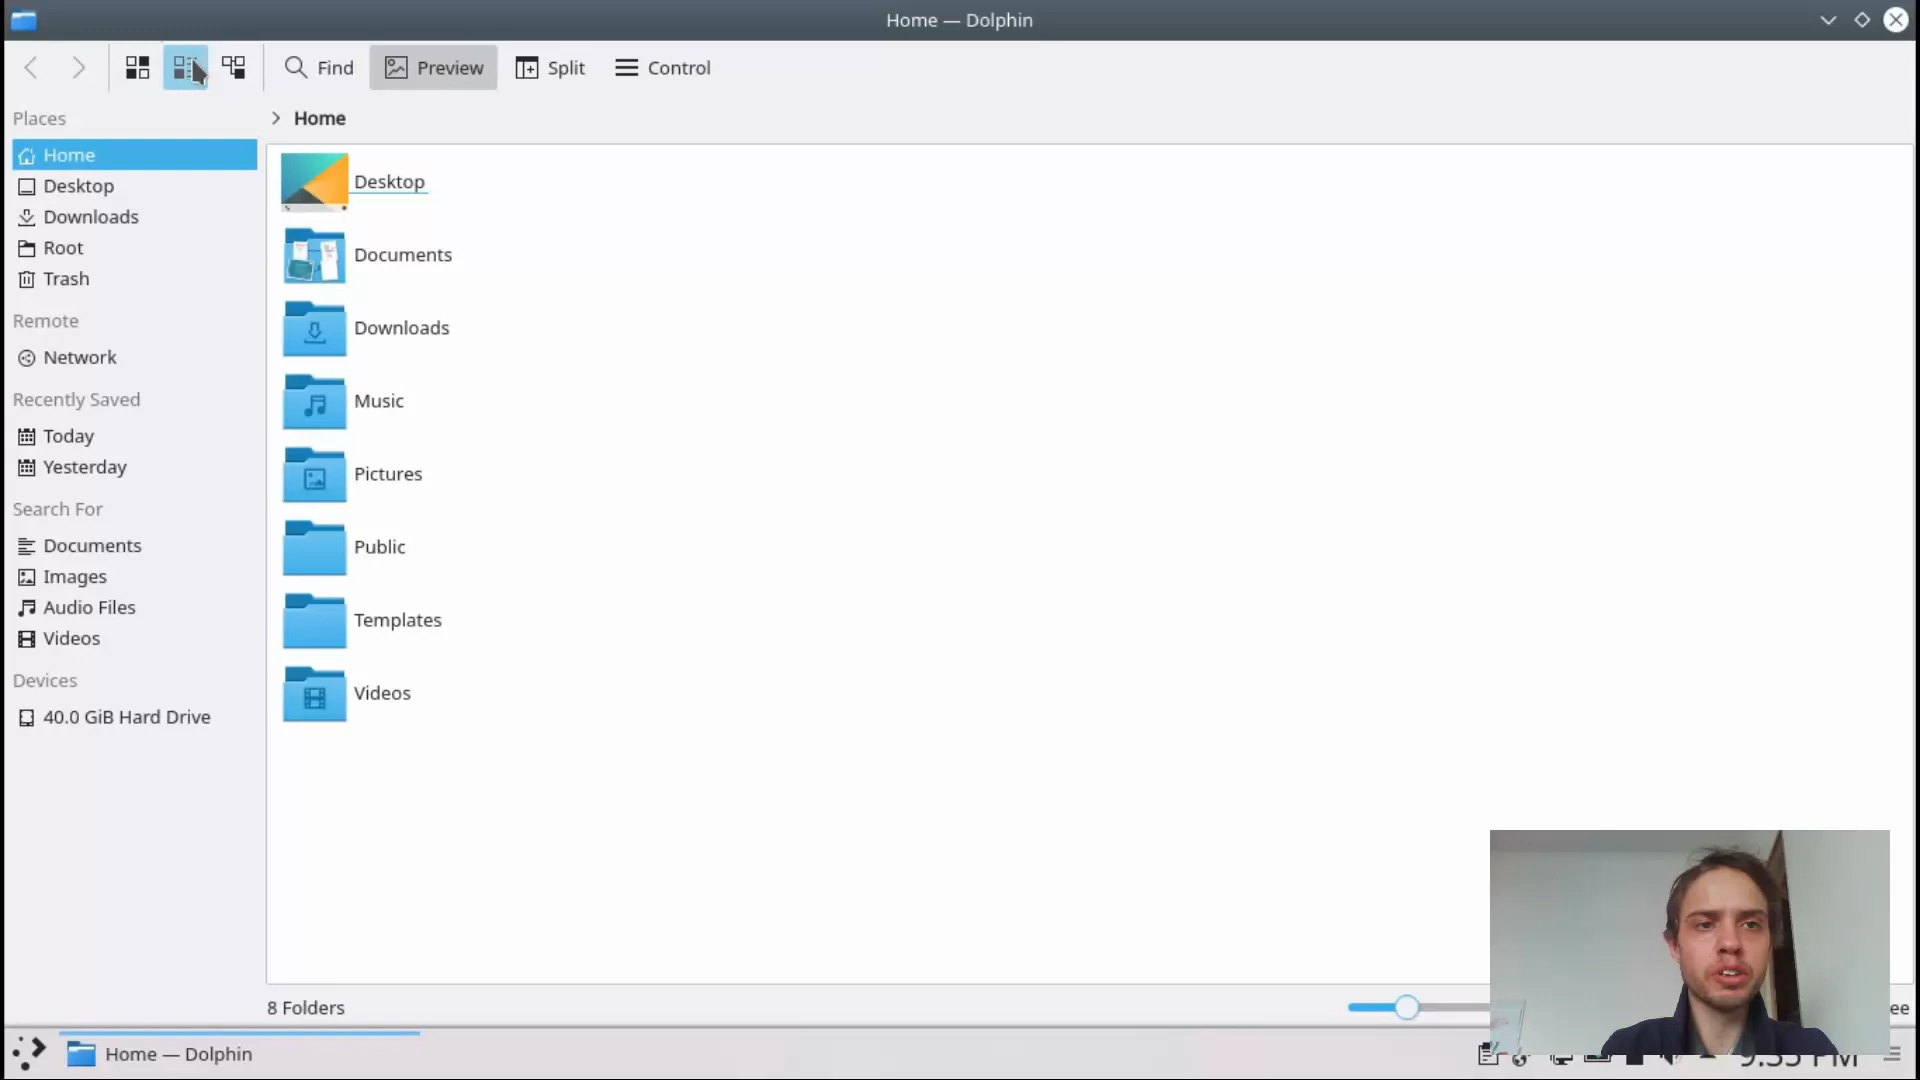 Home — Dolphin
Find
Preview
Split
Control
Places
Home
Desktop
Downloads
Root
Trash
Remote
Network
Recently Saved
Today
Yesterday
Search For
Documents
Images
Audio Files
Videos
Devices
40.0 GiB Hard Drive
Home
Desktop
Documents
Downloads
Music
Pictures
Public
Templates
Videos
8 Folders
Home — Dolphin